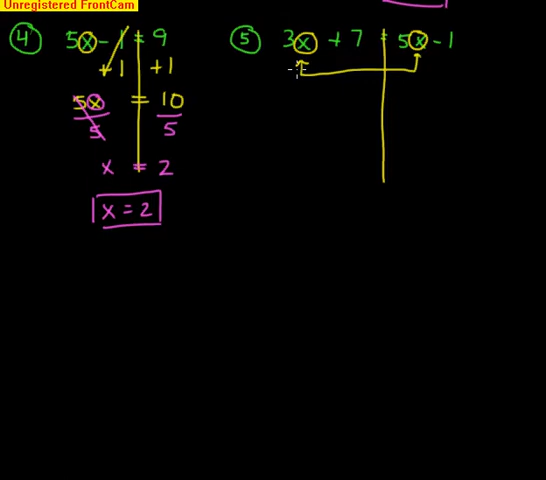 Unregistered FrontCam
4 5x - 1 = 9
+1 +1
5x = 10
5 5
x = 2
x = 2
5 3x + 7 = 5x - 1